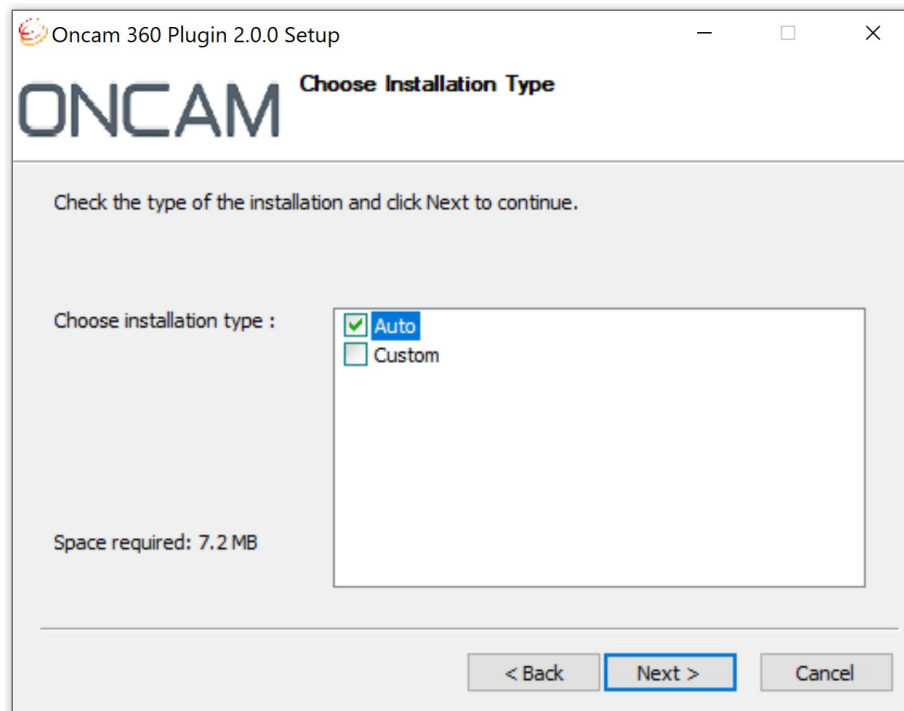 Oncam 360 Plugin 2.0.0 Setup
ONCAM
Choose Installation Type
Check the type of the installation and click Next to continue.
Choose installation type :
Auto
Custom
Space required: 7.2 MB
< Back
Next >
Cancel